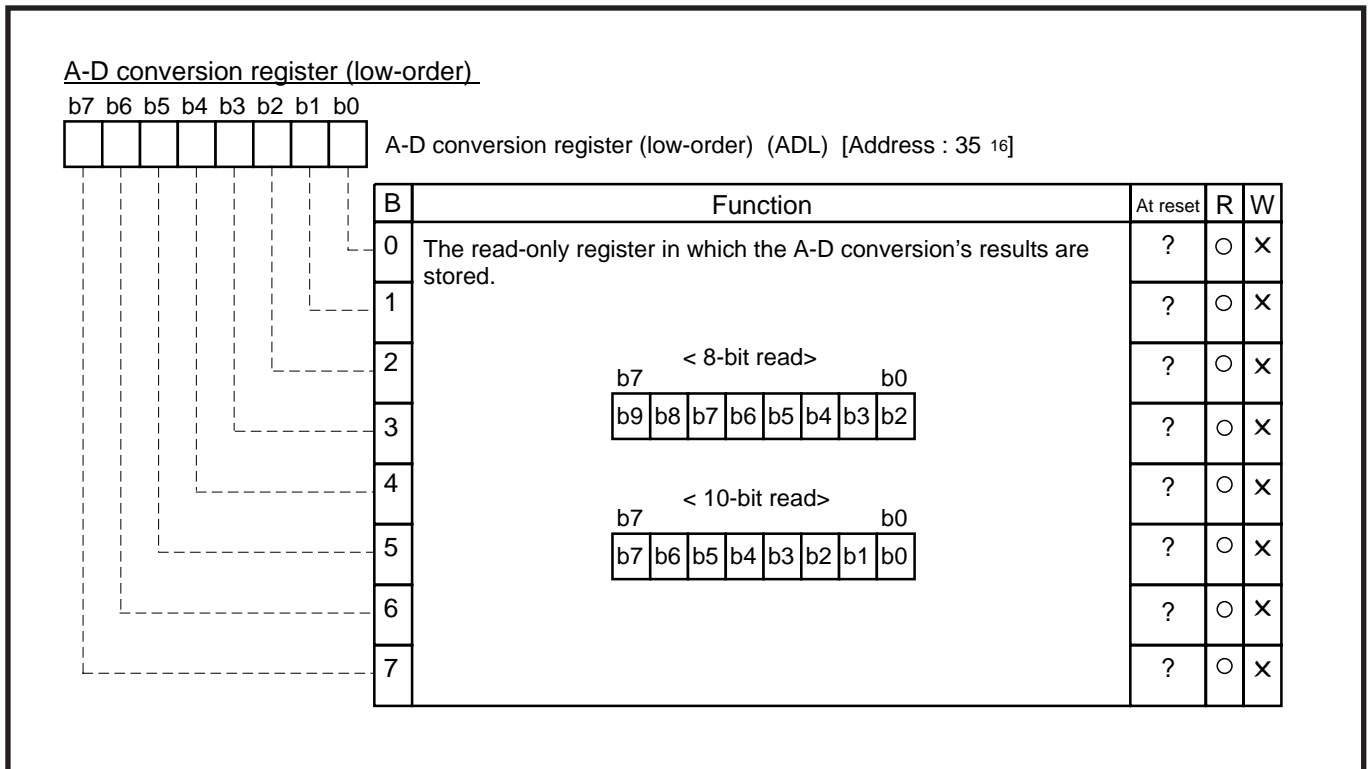 A-D conversion register (low-order)
b7 b6 b5 b4 b3 b2 b1 b0
A-D conversion register (low-order) (ADL) [Address : 35 16]
B Function At reset R W
0 The read-only register in which the A-D conversion’s results are ? ○ ×
stored.
1 ? ○ ×
2 ? ○ ×
< 8-bit read>
b7 b0
b9 b8 b7 b6 b5 b4 b3 b2
3 ? ○ ×
4 ? ○ ×
< 10-bit read>
b7 b0
b7 b6 b5 b4 b3 b2 b1 b0
5 ? ○ ×
6 ? ○ ×
7 ? ○ ×